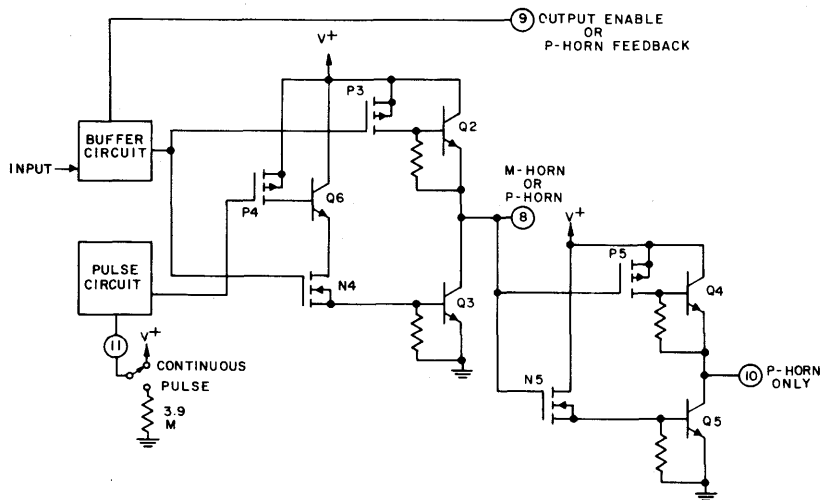 9
OUTPUT ENABLE
OR
P-HORN FEEDBACK
V+
P3
Q2
BUFFER
CIRCUIT
INPUT
P4
Q6
M-HORN
OR
P-HORN
8
V+
P5
Q4
PULSE
CIRCUIT
N4
Q3
11
V+
CONTINUOUS
PULSE
3.9
M
N5
10
P-HORN
ONLY
Q5